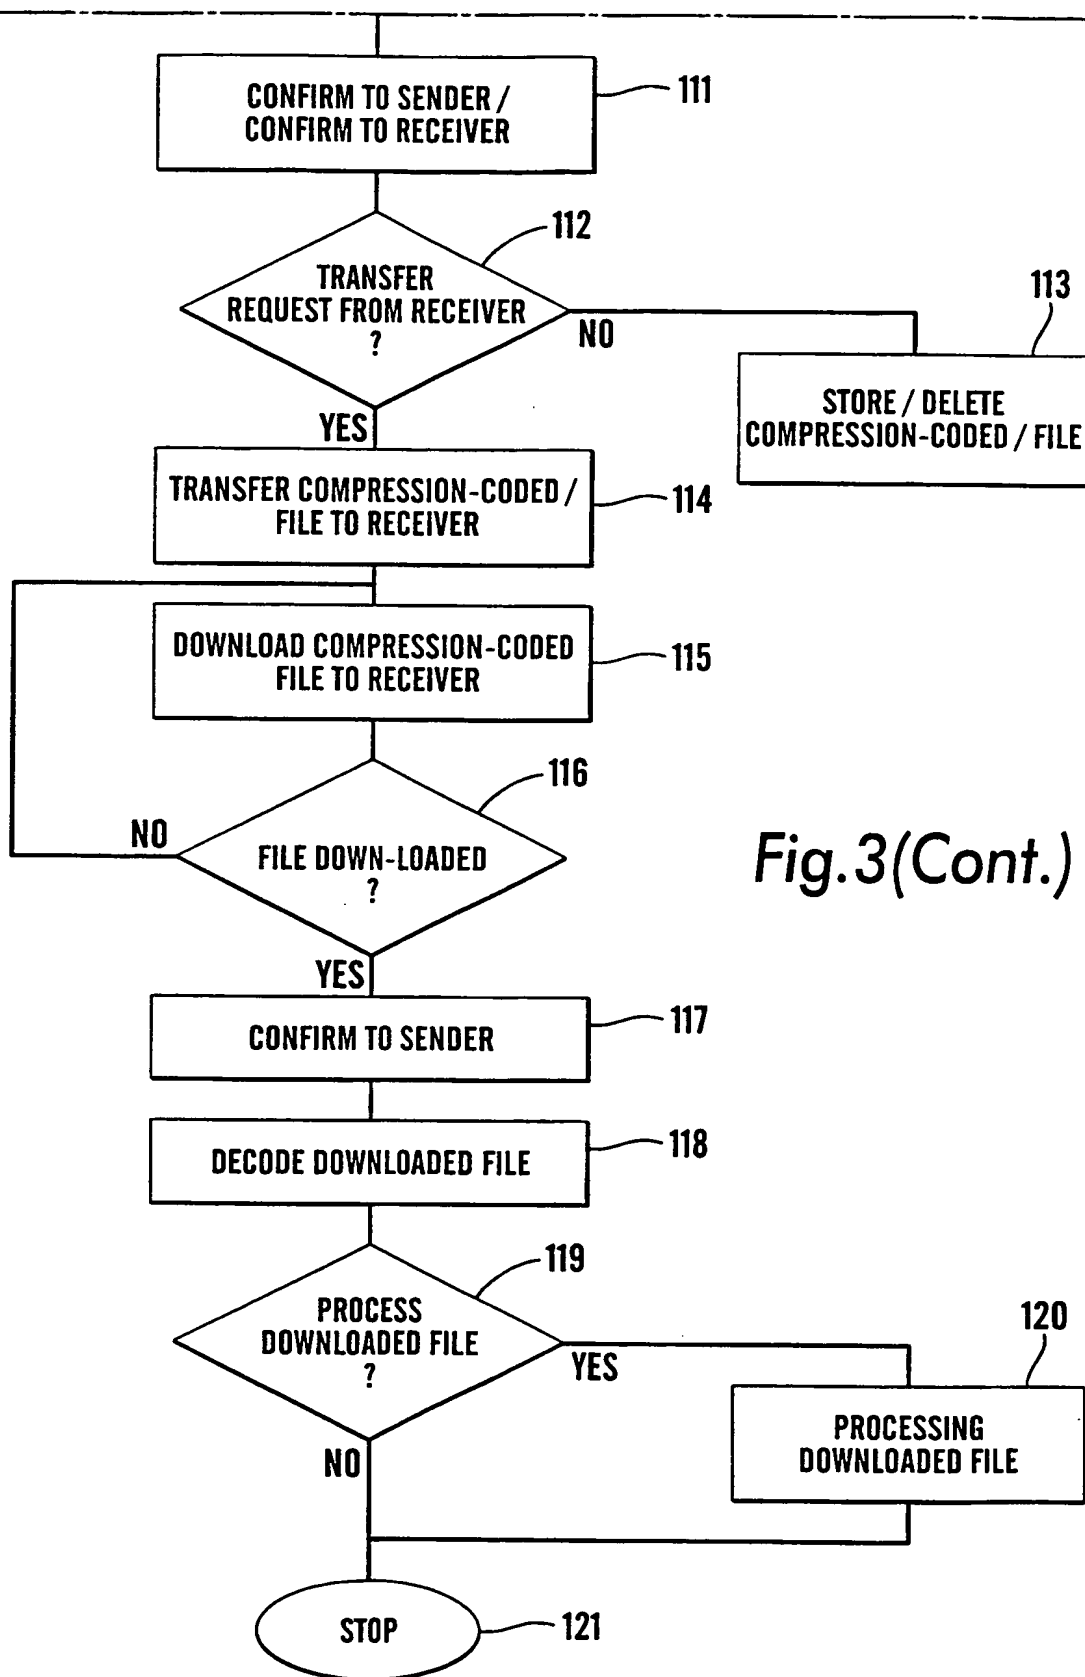 CONFIRM TO SENDER /
CONFIRM TO RECEIVER
111
112
TRANSFER
REQUEST FROM RECEIVER
?
NO
113
STORE / DELETE
COMPRESSION-CODED / FILE
YES
TRANSFER COMPRESSION-CODED /
FILE TO RECEIVER
114
DOWNLOAD COMPRESSION-CODED
FILE TO RECEIVER
115
116
NO
FILE DOWN-LOADED
?
Fig.3(Cont.)
YES
CONFIRM TO SENDER
117
DECODE DOWNLOADED FILE
118
119
PROCESS
DOWNLOADED FILE
?
YES
120
PROCESSING
DOWNLOADED FILE
NO
STOP
121